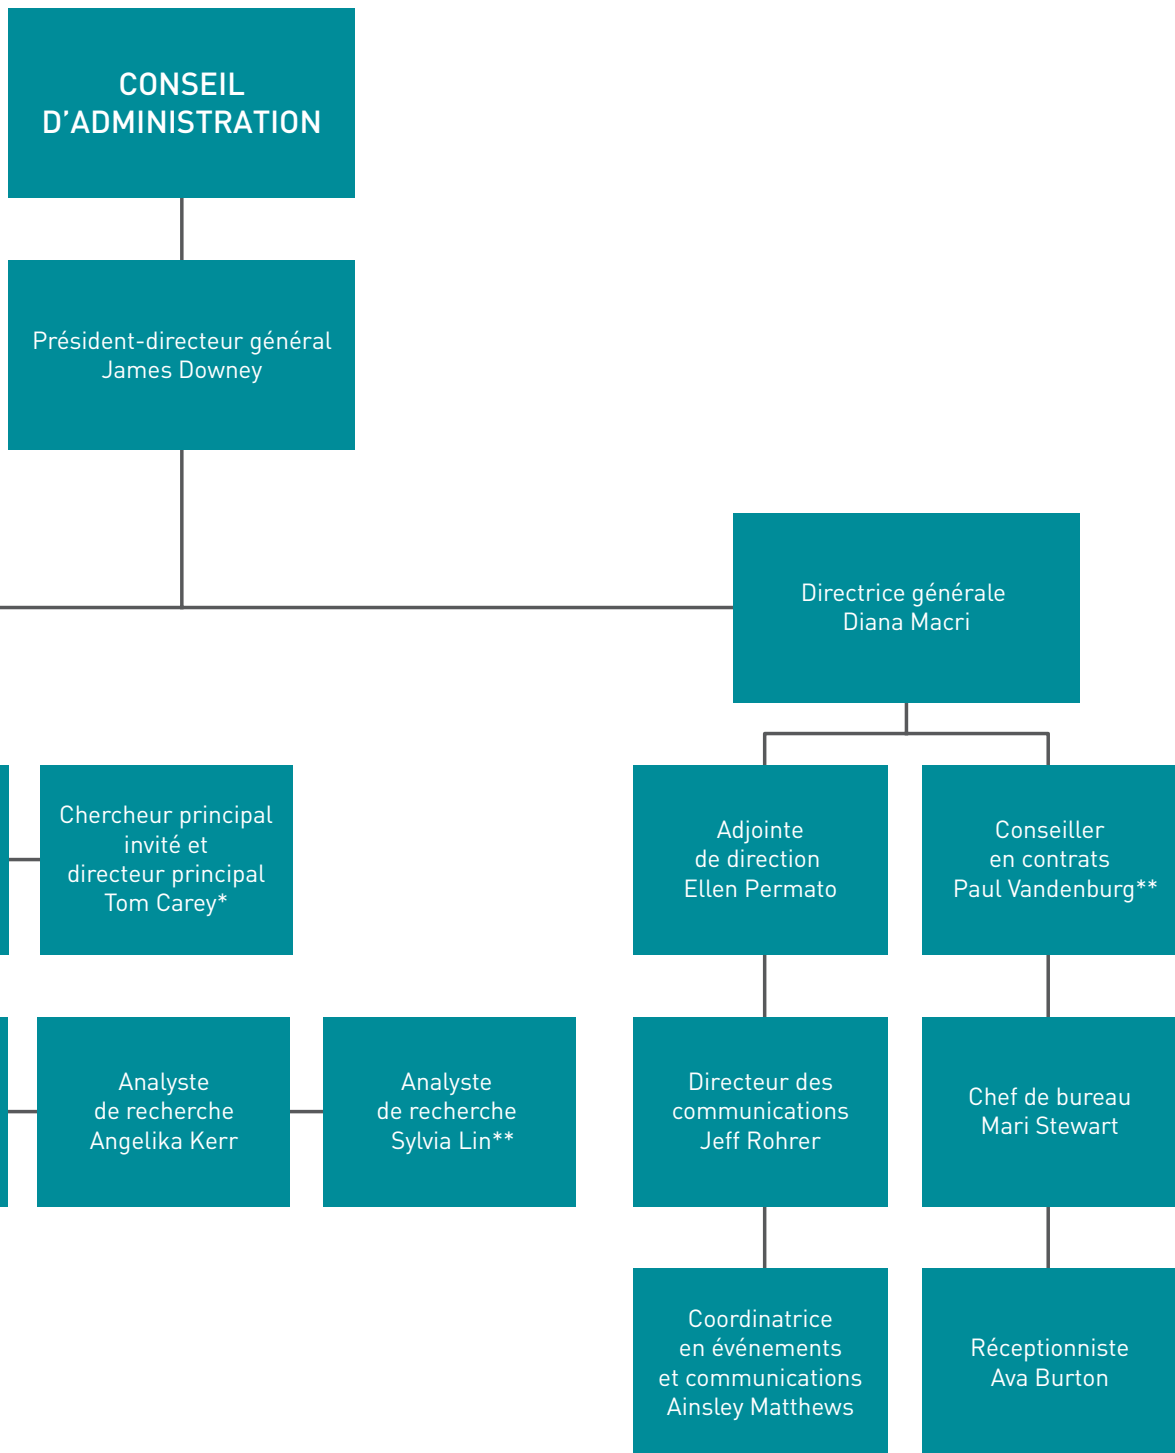 CONSEIL
D'ADMINISTRATION
Président-directeur général
James Downey
Directrice générale
Diana Macri
Chercheur principal
invité et
directeur principal
Tom Carey*
Adjointe
de direction
Ellen Permato
Conseiller
en contrats
Paul Vandenburg**
Analyste
de recherche
Angelika Kerr
Analyste
de recherche
Sylvia Lin**
Directeur des
communications
Jeff Rohrer
Chef de bureau
Mari Stewart
Coordinatrice
en événements
et communications
Ainsley Matthews
Réceptionniste
Ava Burton